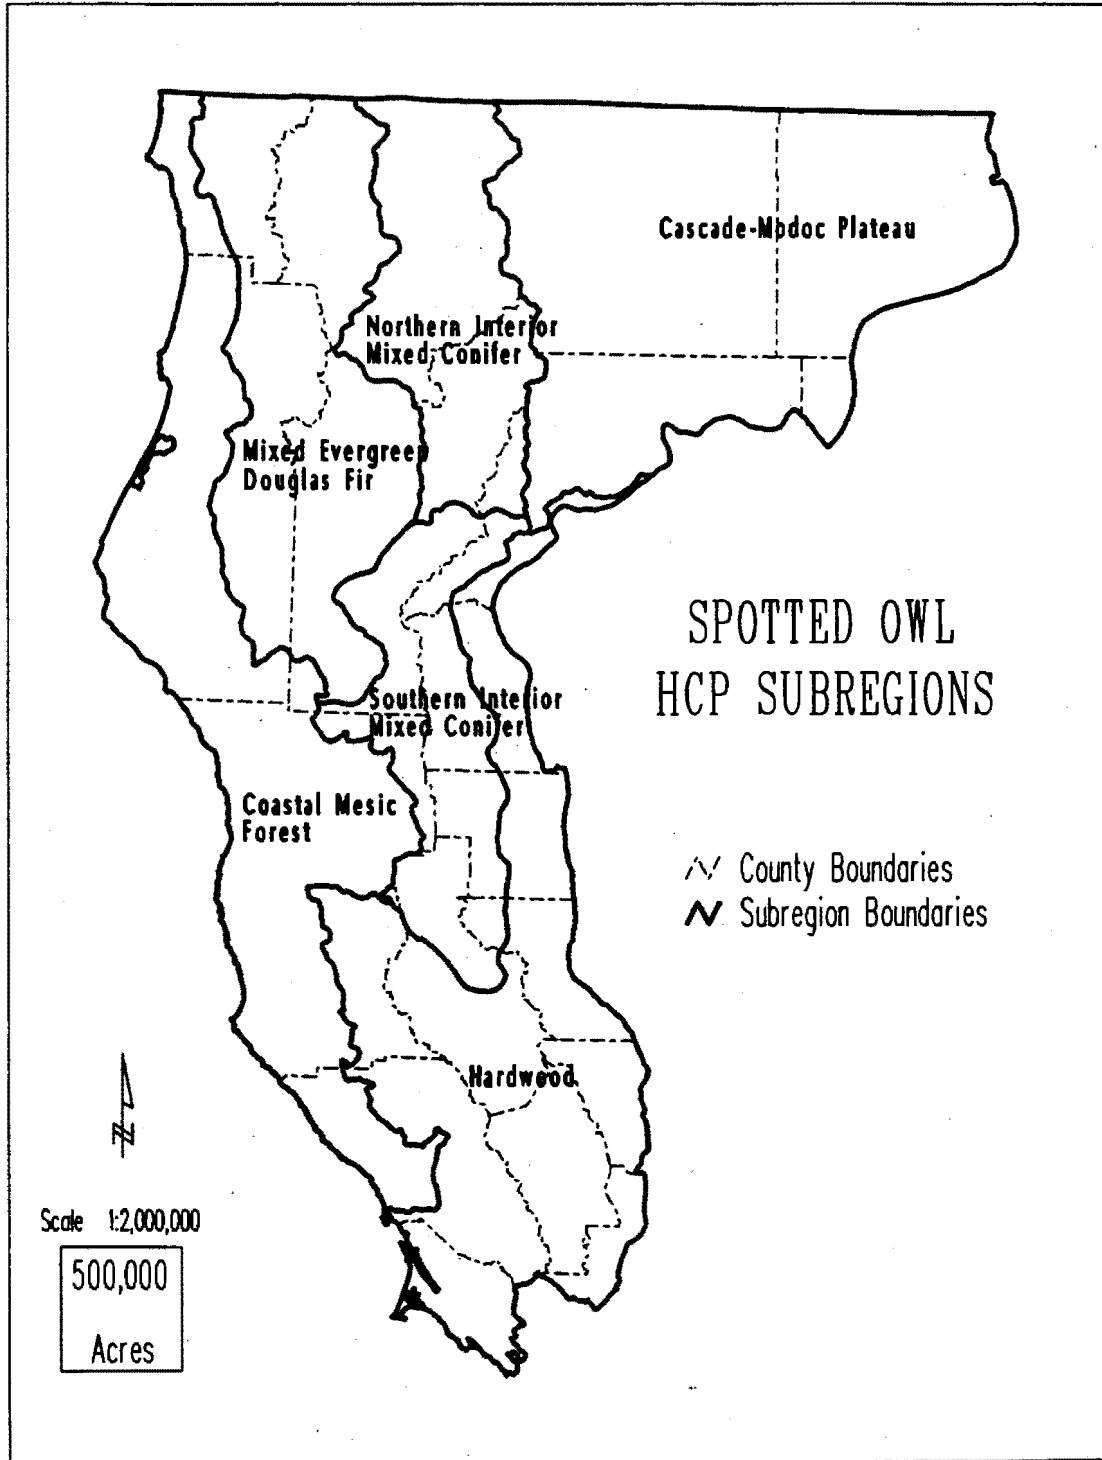 Cascade-Modoc Plateau
Northern Interior
Mixed Conifer
Mixed Evergreen
Douglas Fir
SPOTTED OWL
HCP SUBREGIONS
Southern Interior
Mixed Conifer
Coastal Mesic
Forest
County Boundaries
Subregion Boundaries
Hardwood
N
Scale 1:2,000,000
500,000
Acres